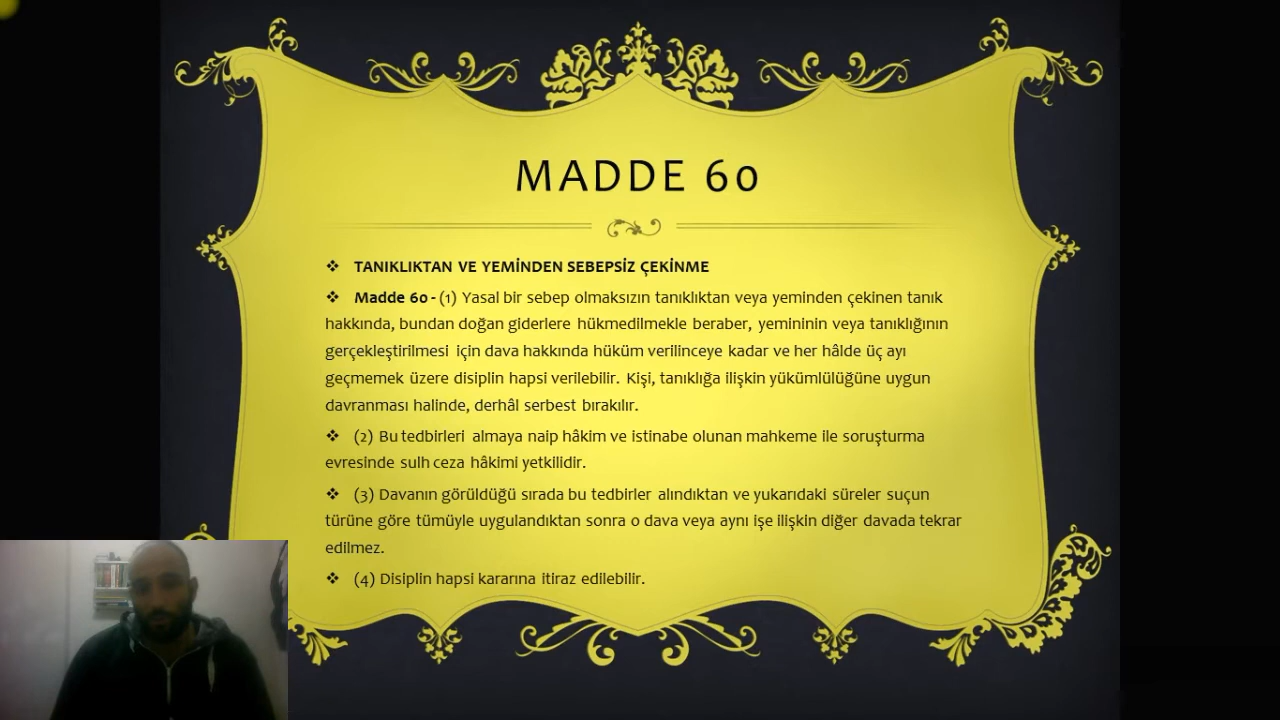 MADDE 60
❖ TANIKLIKTAN VE YEMİNDEN SEBEPSİZ ÇEKİNME
❖ Madde 60 - (1) Yasal bir sebep olmaksızın tanıklıktan veya yeminden çekinen tanık
hakkında, bundan doğan giderlere hükmedilmekle beraber, yemininin veya tanıklığının
gerçekleştirilmesi için dava hakkında hüküm verilinceye kadar ve her hâlde üç ayı
geçmemek üzere disiplin hapsi verilebilir. Kişi, tanıklığa ilişkin yükümlülüğüne uygun
davranması halinde, derhâl serbest bırakılır.
❖ (2) Bu tedbirleri almaya naip hâkim ve istinabe olunan mahkeme ile soruşturma
evresinde sulh ceza hâkimi yetkilidir.
❖ (3) Davanın görüldüğü sırada bu tedbirler alındıktan ve yukarıdaki süreler suçun
türüne göre tümüyle uygulandıktan sonra o dava veya aynı işe ilişkin diğer davada tekrar
edilmez.
❖ (4) Disiplin hapsi kararına itiraz edilebilir.